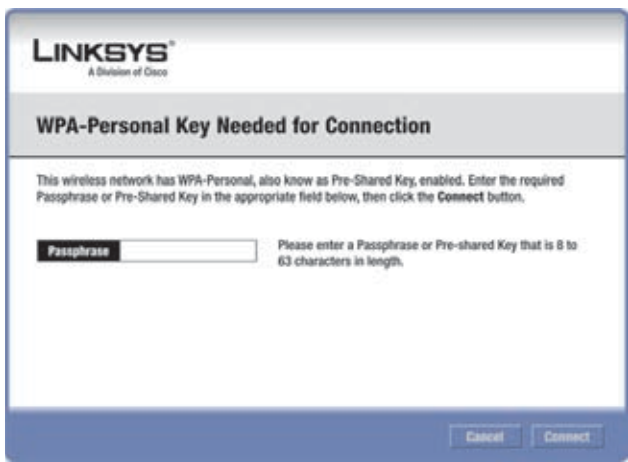 LINKSYS®
A Division of Cisco
WPA-Personal Key Needed for Connection
This wireless network has WPA-Personal, also know as Pre-Shared Key, enabled. Enter the required
Passphrase or Pre-Shared Key in the appropriate field below, then click the Connect button.
Passphrase
Please enter a Passphrase or Pre-shared Key that is 8 to
63 characters in length.
Cancel
Connect